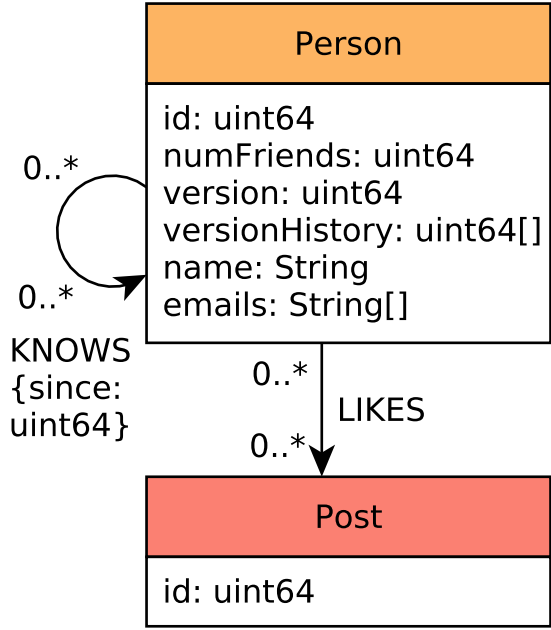 Person
id: uint64
numFriends: uint64
version: uint64
versionHistory: uint64[]
name: String
emails: String[]
0..*
0..*
KNOWS
{since:
uint64}
0..*
LIKES
0..*
Post
id: uint64